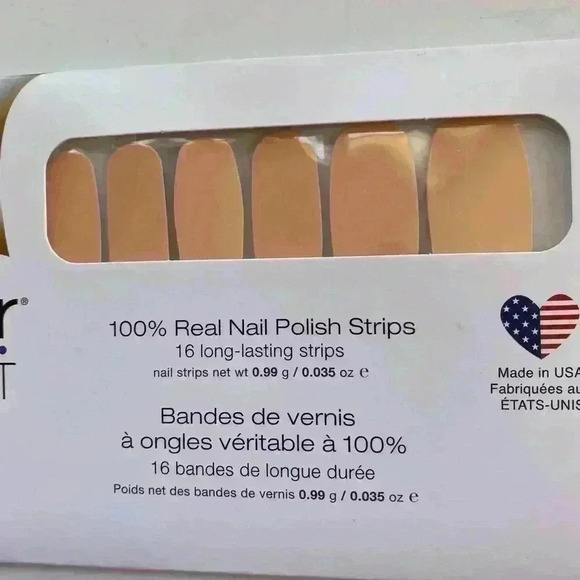 r®
T
100% Real Nail Polish Strips
16 long-lasting strips
nail strips net wt 0.99 g / 0.035 oz ℮
Bandes de vernis
à ongles véritable à 100%
16 bandes de longue durée
Poids net des bandes de vernis 0.99 g / 0.035 oz ℮
Made in USA
Fabriquées au
ÉTATS-UNIS